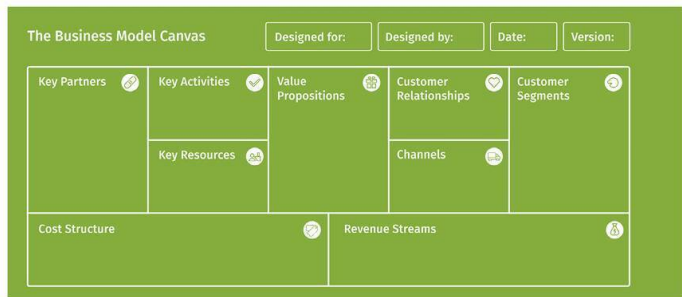 The Business Model Canvas
Designed for:
Designed by:
Date:
Version:
Key Partners
Key Activities
Value
Propositions
Customer
Relationships
Customer
Segments
Key Resources
Channels
Cost Structure
Revenue Streams